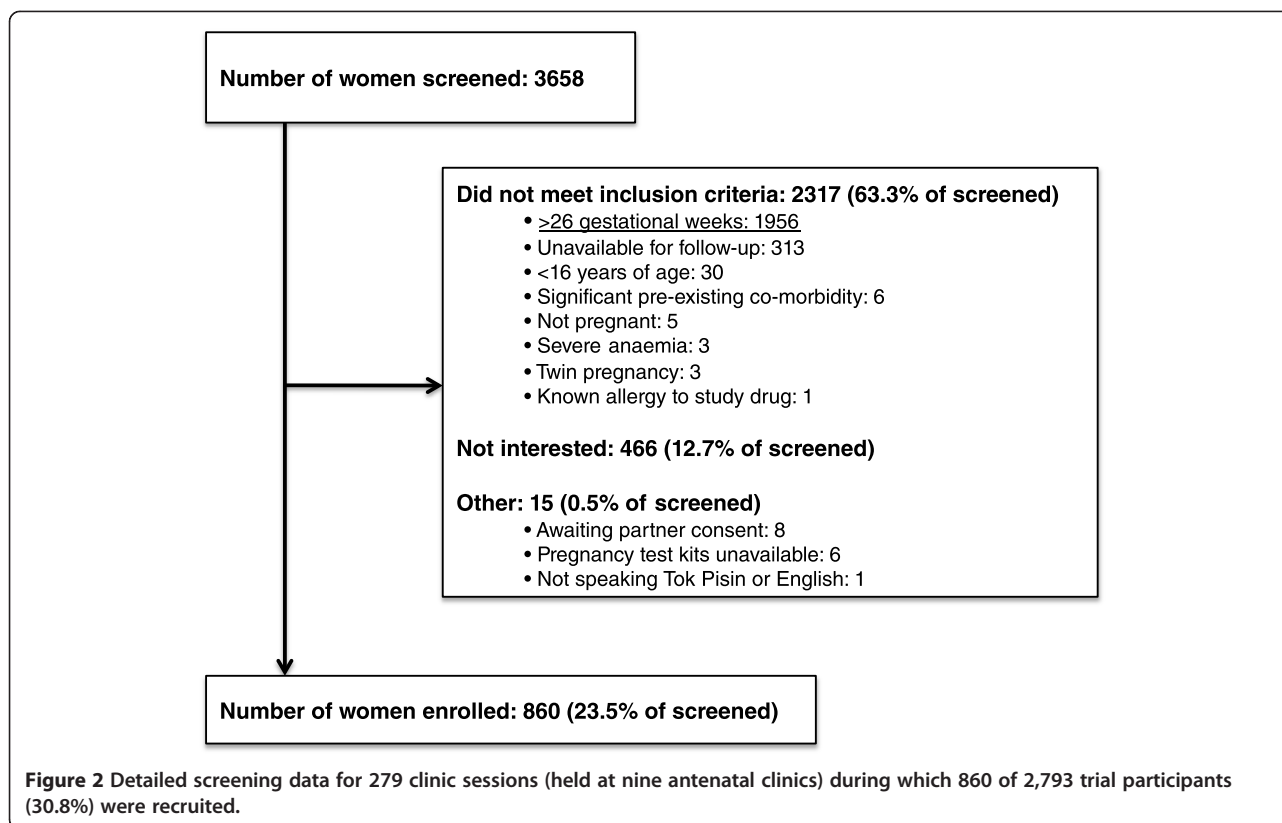 Number of women screened: 3658
Did not meet inclusion criteria: 2317 (63.3% of screened)
• >26 gestational weeks: 1956
• Unavailable for follow-up: 313
• <16 years of age: 30
• Significant pre-existing co-morbidity: 6
• Not pregnant: 5
• Severe anaemia: 3
• Twin pregnancy: 3
• Known allergy to study drug: 1
Not interested: 466 (12.7% of screened)
Other: 15 (0.5% of screened)
• Awaiting partner consent: 8
• Pregnancy test kits unavailable: 6
• Not speaking Tok Pisin or English: 1
Number of women enrolled: 860 (23.5% of screened)
Figure 2 Detailed screening data for 279 clinic sessions (held at nine antenatal clinics) during which 860 of 2,793 trial participants
(30.8%) were recruited.